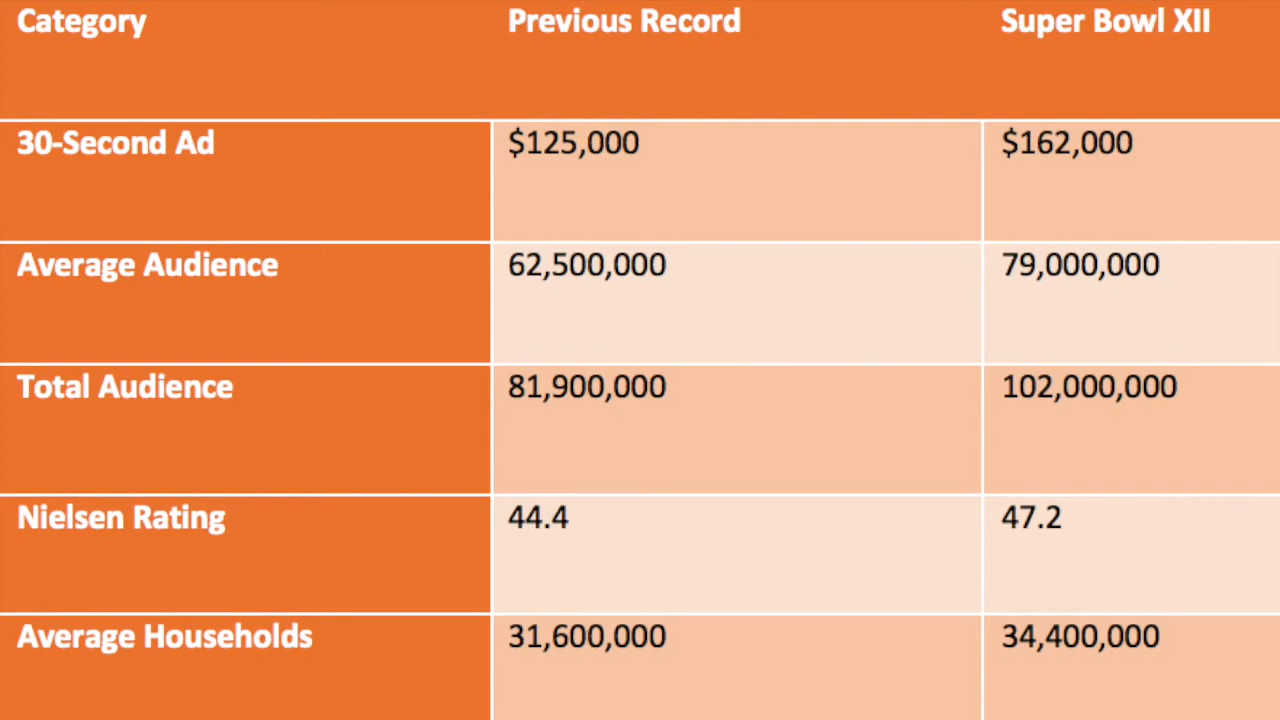 Category Previous Record Super Bowl XII
30-Second Ad $125,000 $162,000
Average Audience 62,500,000 79,000,000
Total Audience 81,900,000 102,000,000
Nielsen Rating 44.4 47.2
Average Households 31,600,000 34,400,000